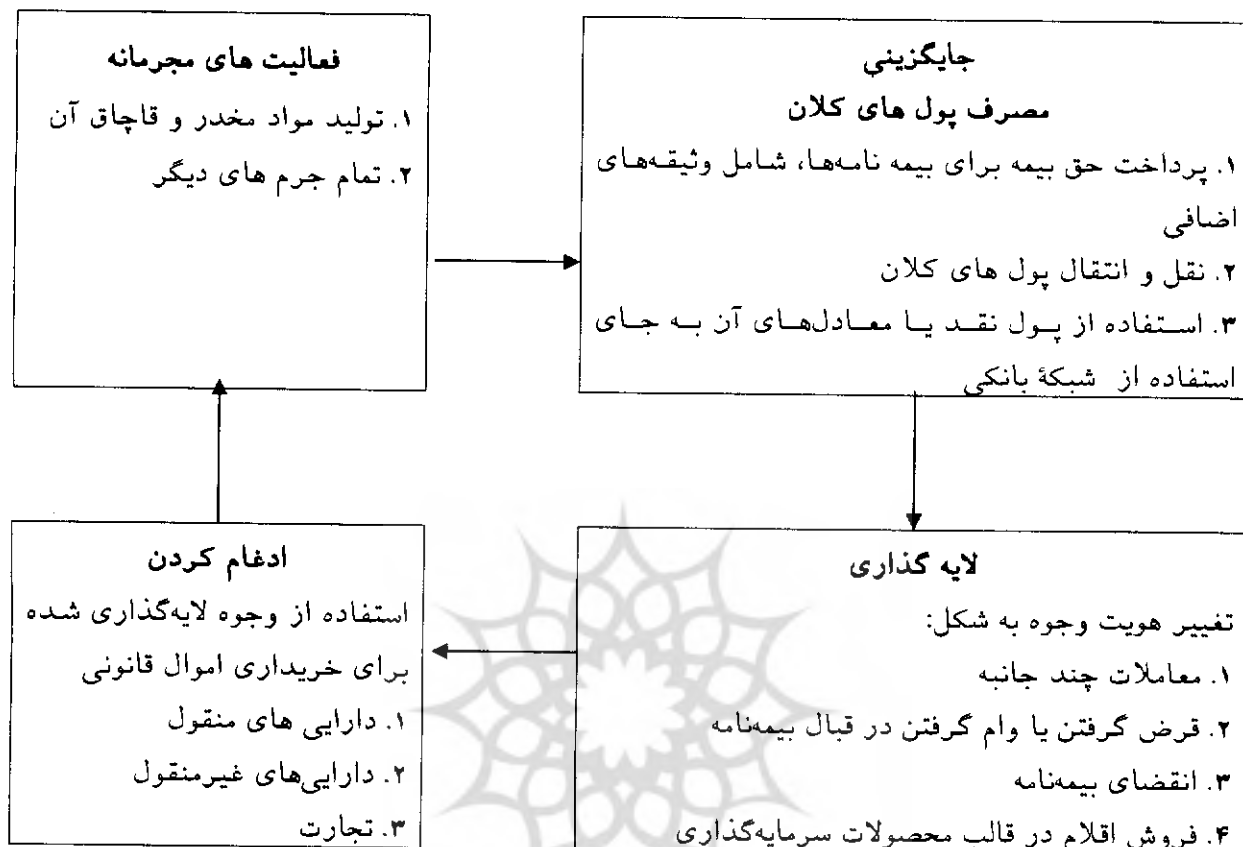 فعالیت های مجرمانه
۱. تولید مواد مخدر و قاچاق آن
۲. تمام جرم های دیگر
جایگزینی
مصرف پول های کلان
۱. پرداخت حق بیمه برای بیمه نامه‌ها، شامل وثیقه‌های
اضافی
۲. نقل و انتقال پول های کلان
۳. استفاده از پول نقد یا معادل‌های آن به جای
استفاده از شبکۀ بانکی
لایه گذاری
تغییر هویت وجوه به شکل:
۱. معاملات چند جانبه
۲. قرض گرفتن یا وام گرفتن در قبال بیمه‌نامه
۳. انقضای بیمه‌نامه
۴. فروش اقلام در قالب محصولات سرمایه‌گذاری
ادغام کردن
استفاده از وجوه لایه‌گذاری شده
برای خریداری اموال قانونی
۱. دارایی های منقول
۲. دارایی‌های غیرمنقول
۳. تجارت